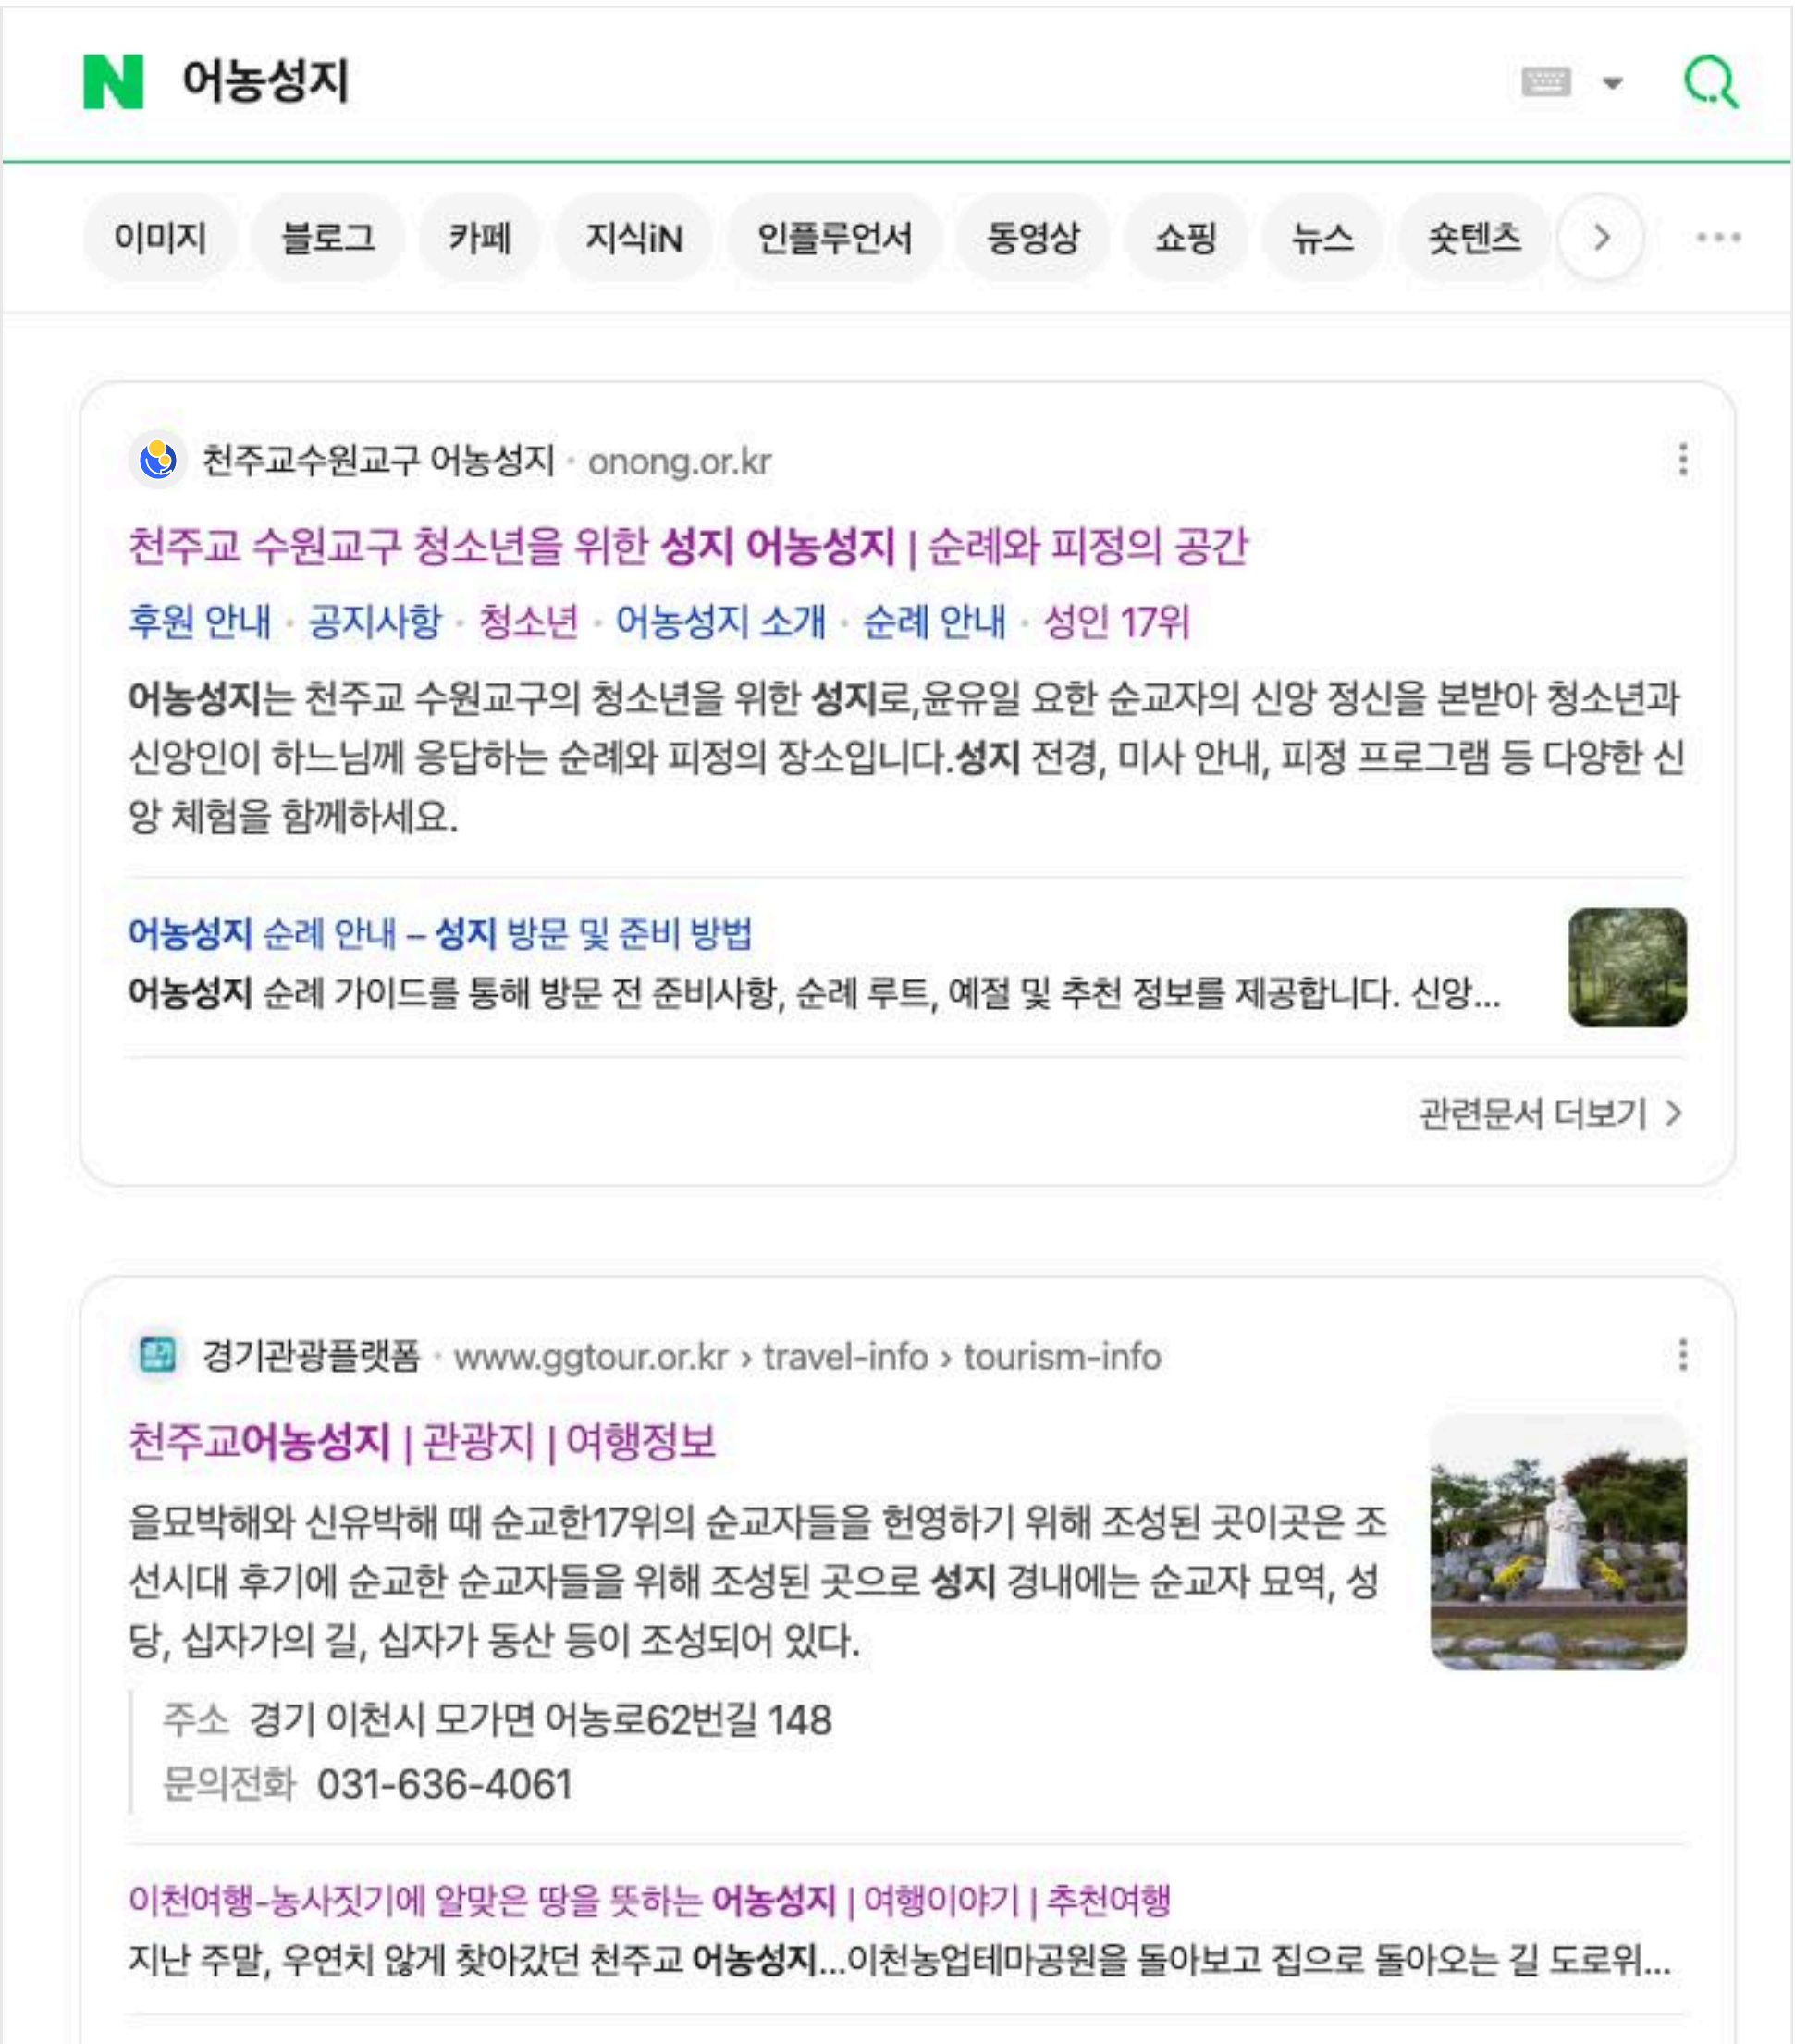 N 어농성지
이미지 블로그 카페 지식iN 인플루언서 동영상 쇼핑 뉴스 숏텐츠
천주교수원교구 어농성지 · onong.or.kr
천주교 수원교구 청소년을 위한 성지 어농성지 | 순례와 피정의 공간
후원 안내 · 공지사항 · 청소년 · 어농성지 소개 · 순례 안내 · 성인 17위
어농성지는 천주교 수원교구의 청소년을 위한 성지로,윤유일 요한 순교자의 신앙 정신을 본받아 청소년과
신앙인이 하느님께 응답하는 순례와 피정의 장소입니다.성지 전경, 미사 안내, 피정 프로그램 등 다양한 신
앙 체험을 함께하세요.
어농성지 순례 안내 – 성지 방문 및 준비 방법
어농성지 순례 가이드를 통해 방문 전 준비사항, 순례 루트, 예절 및 추천 정보를 제공합니다. 신앙...
관련문서 더보기 >
경기관광플랫폼 · www.ggtour.or.kr › travel-info › tourism-info
천주교어농성지 | 관광지 | 여행정보
을묘박해와 신유박해 때 순교한17위의 순교자들을 헌영하기 위해 조성된 곳이곳은 조
선시대 후기에 순교한 순교자들을 위해 조성된 곳으로 성지 경내에는 순교자 묘역, 성
당, 십자가의 길, 십자가 동산 등이 조성되어 있다.
주소 경기 이천시 모가면 어농로62번길 148
문의전화 031-636-4061
이천여행-농사짓기에 알맞은 땅을 뜻하는 어농성지 | 여행이야기 | 추천여행
지난 주말, 우연치 않게 찾아갔던 천주교 어농성지...이천농업테마공원을 돌아보고 집으로 돌아오는 길 도로위...